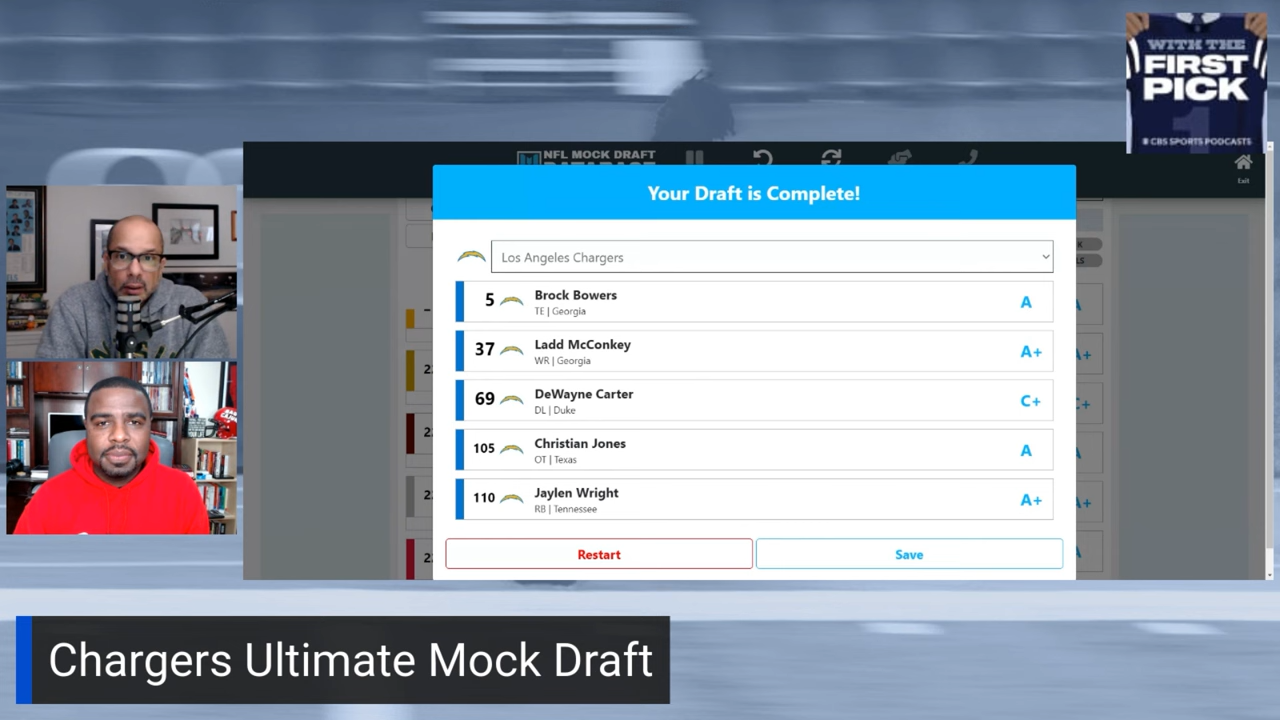 WITH THE
FIRST
PICK
CBS SPORTS PODCASTS
NFL MOCK DRAFT
DATABASE
Exit
Your Draft is Complete!
Los Angeles Chargers
5
Brock Bowers
TE | Georgia
A
37
Ladd McConkey
WR | Georgia
A+
69
DeWayne Carter
DL | Duke
C+
105
Christian Jones
OT | Texas
A
110
Jaylen Wright
RB | Tennessee
A+
Restart
Save
Chargers Ultimate Mock Draft